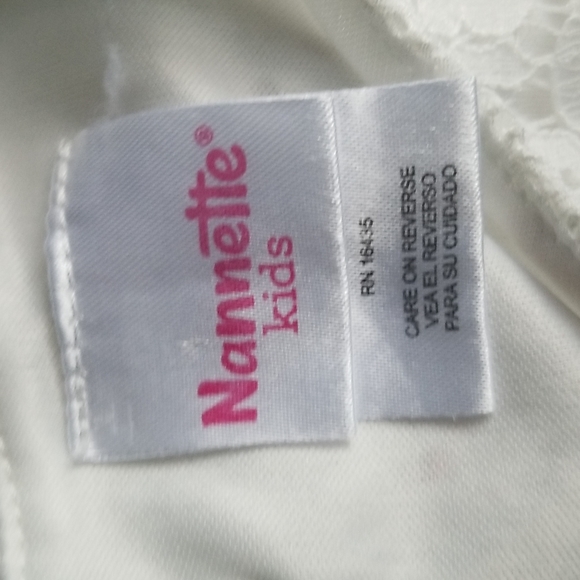 Nannette®
kids
RN 16435
CARE ON REVERSE
VEA EL REVERSO
PARA SU CUIDADO